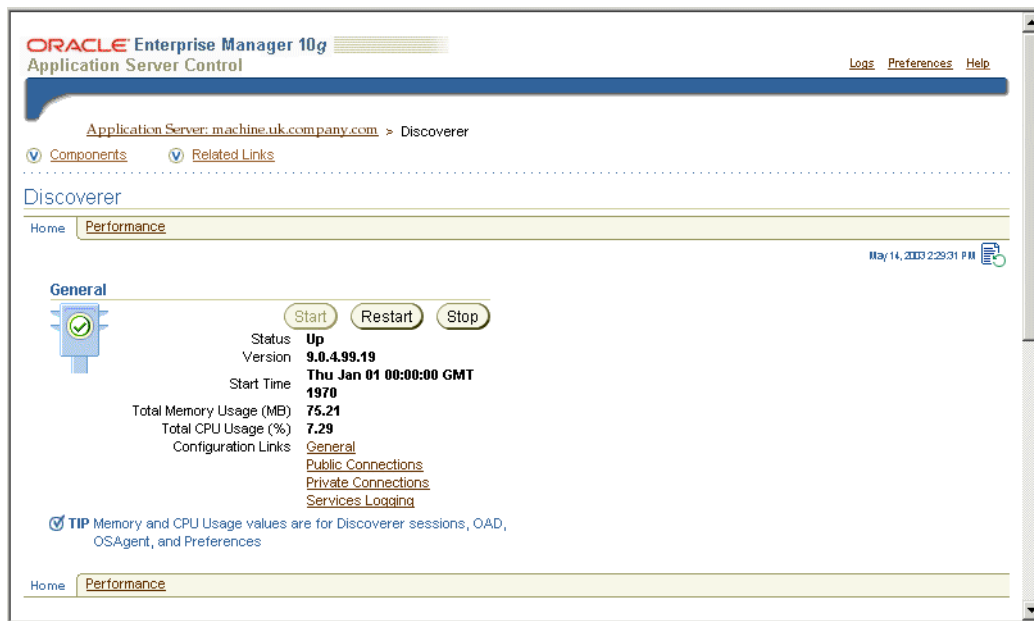 ORACLE Enterprise Manager 10g
Application Server Control
Logs Preferences Help
Application Server: machine.uk.company.com > Discoverer
Components Related Links
Discoverer
Home Performance
May 14, 2003 2:29:31 PM
General
Start Restart Stop
Status Up
Version 9.0.4.99.19
Start Time Thu Jan 01 00:00:00 GMT
1970
Total Memory Usage (MB) 75.21
Total CPU Usage (%) 7.29
Configuration Links General
Public Connections
Private Connections
Services Logging
TIP Memory and CPU Usage values are for Discoverer sessions, OAD,
OSAgent, and Preferences
Home Performance